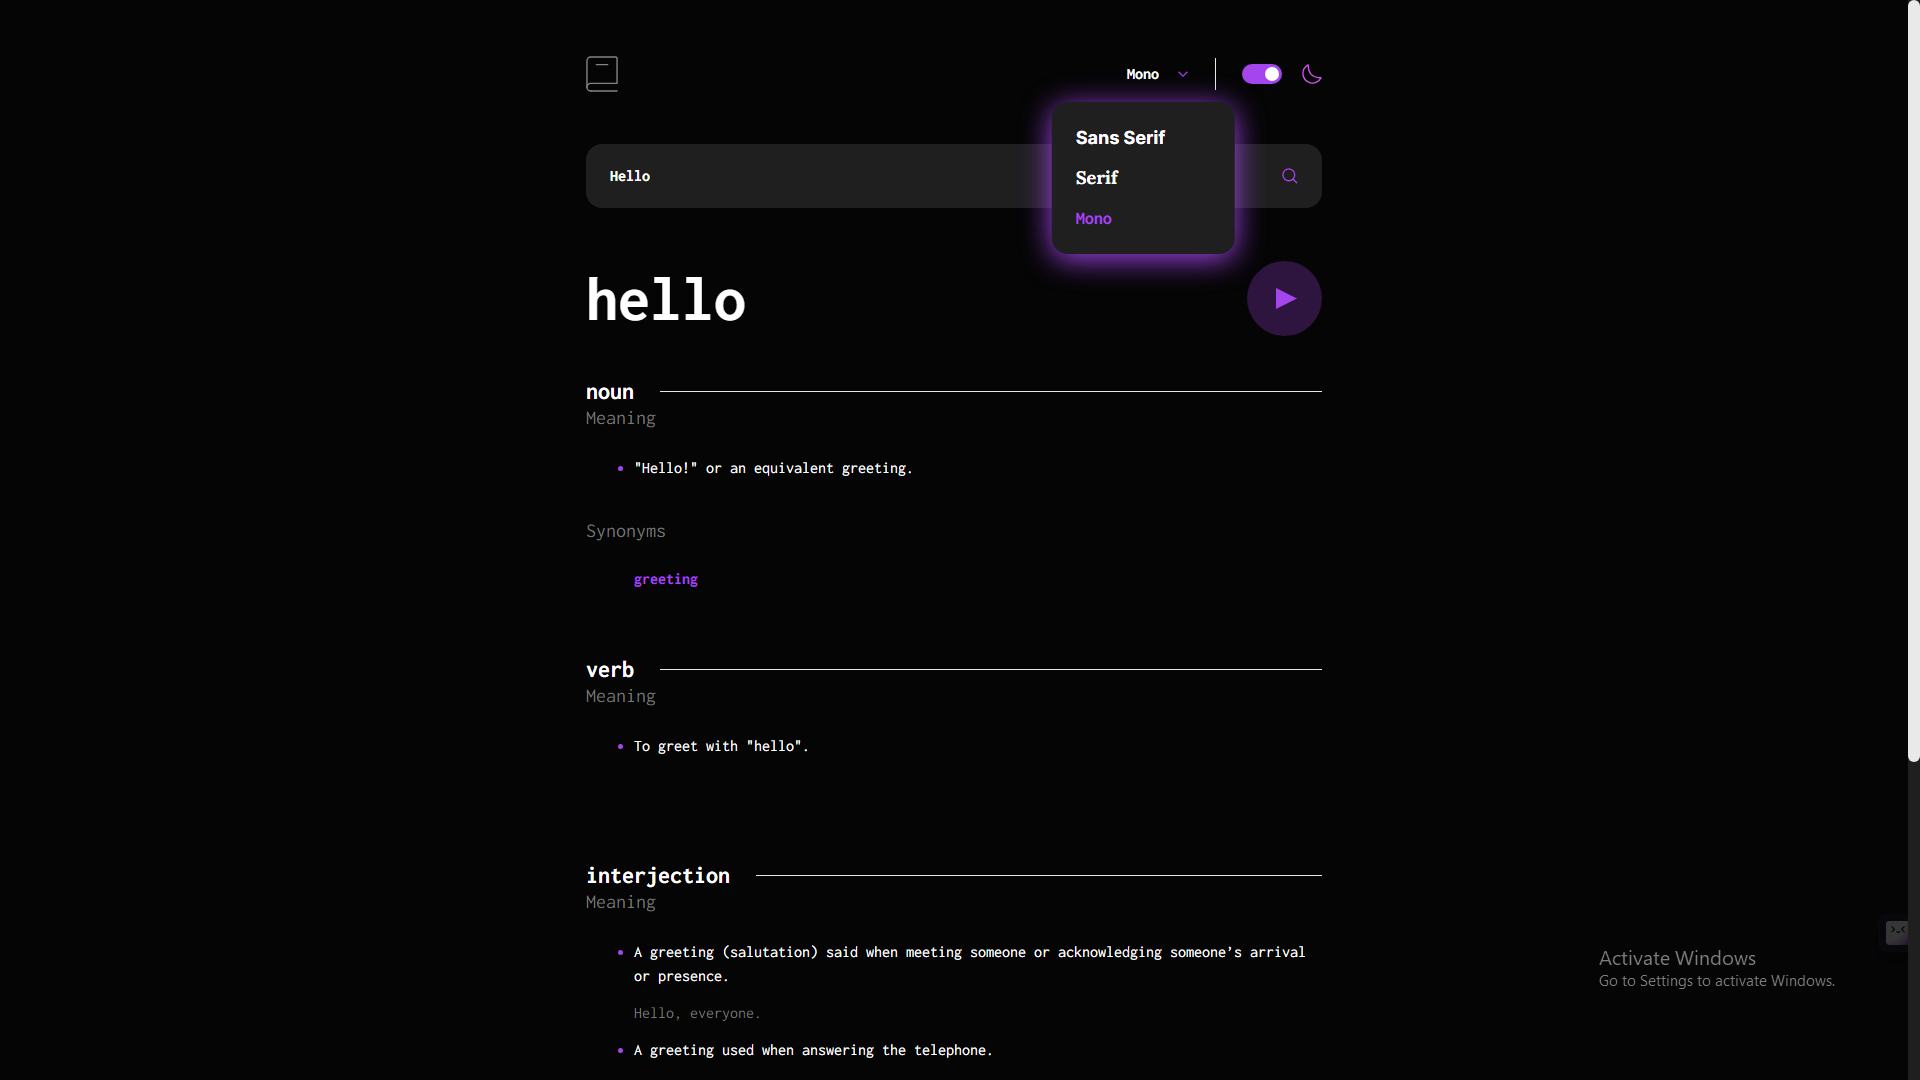 Mono
Sans Serif
Serif
Mono
Hello
hello
noun
Meaning
"Hello!" or an equivalent greeting.
Synonyms
greeting
verb
Meaning
To greet with "hello".
interjection
Meaning
A greeting (salutation) said when meeting someone or acknowledging someone’s arrival
or presence.
Hello, everyone.
A greeting used when answering the telephone.
Activate Windows
Go to Settings to activate Windows.